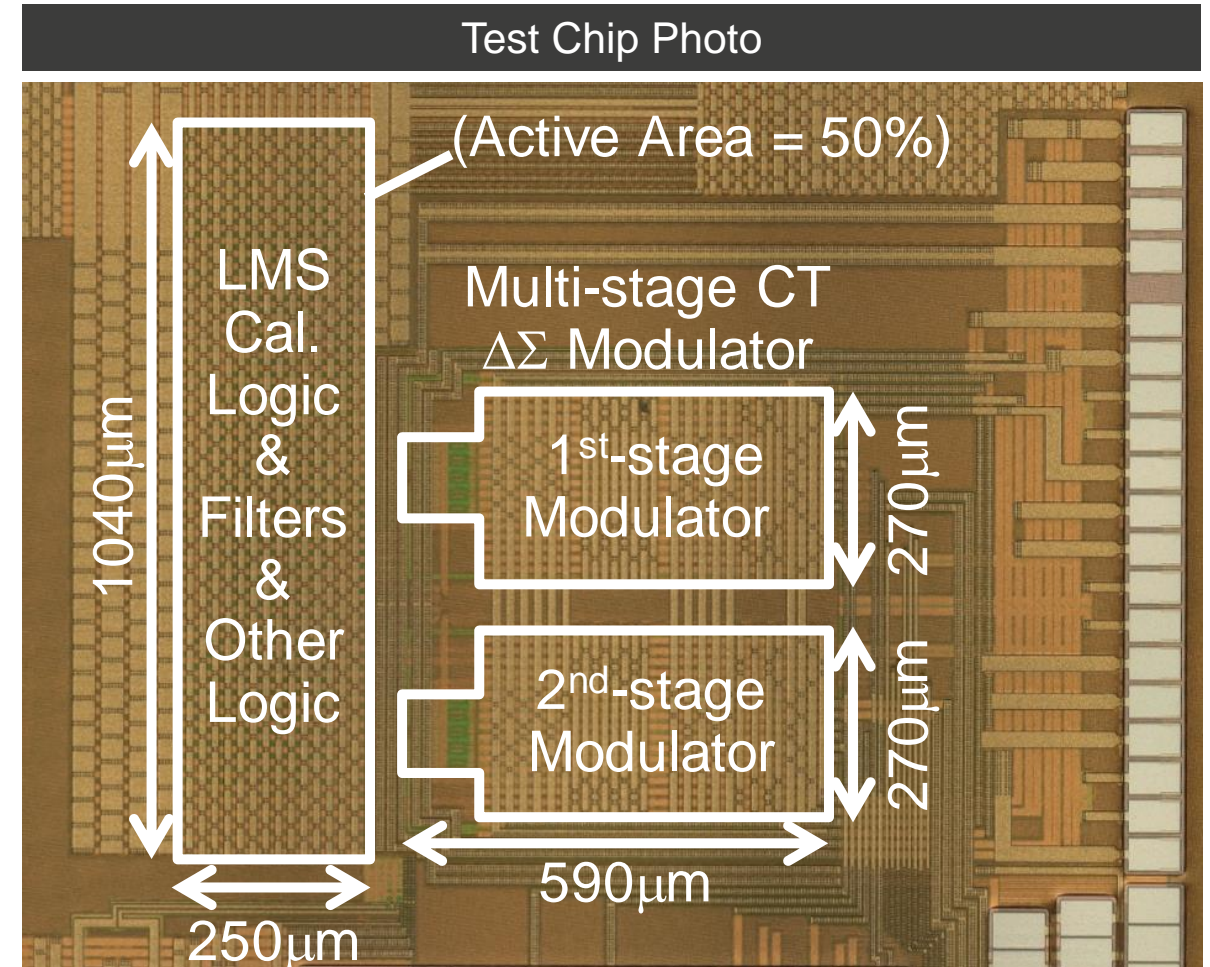 Test Chip Photo
(Active Area = 50%)
LMS
Cal.
Logic
&
Filters
&
Other
Logic
1040μm
250μm
Multi-stage CT
ΔΣ Modulator
1st-stage
Modulator
270μm
2nd-stage
Modulator
270μm
590μm